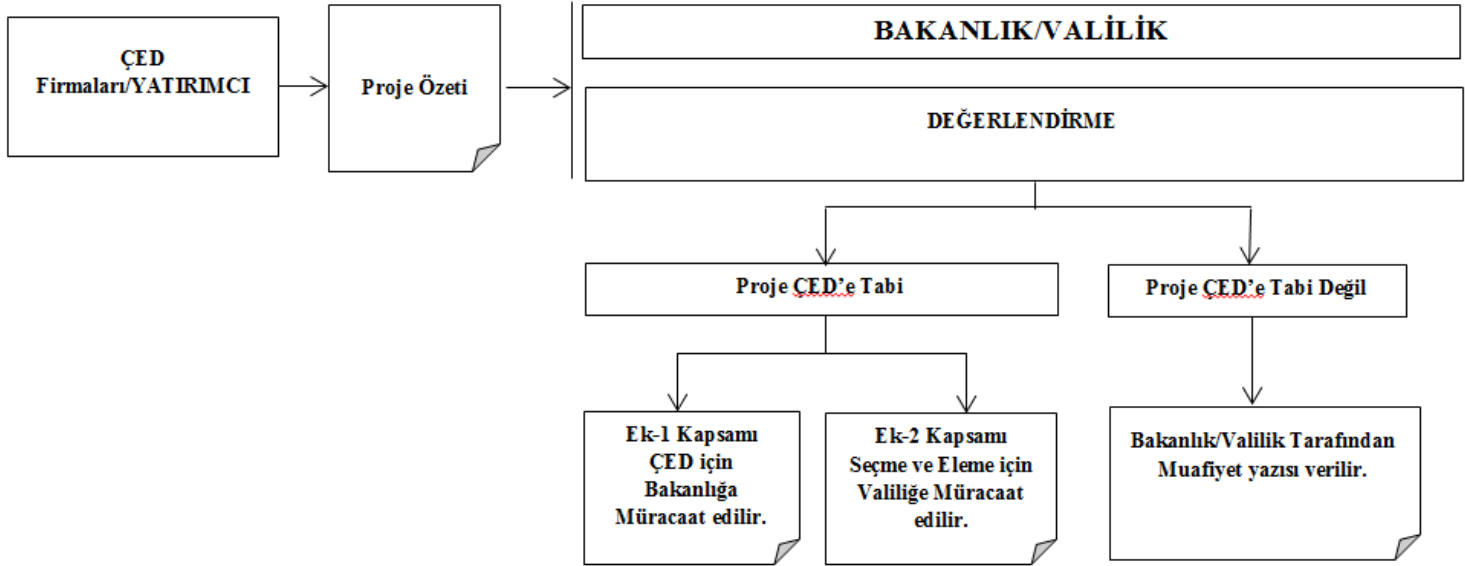 ÇED
Firmaları/YATIRIMCI
Proje Özeti
BAKANLIK/VALİLİK
DEĞERLENDİRME
Proje ÇED’e Tabi
Proje ÇED’e Tabi Değil
Ek-1 Kapsamı
ÇED için
Bakanlığa
Müracaat edilir.
Ek-2 Kapsamı
Seçme ve Eleme için
Valiliğe Müracaat
edilir.
Bakanlık/Valilik Tarafından
Muafiyet yazısı verilir.